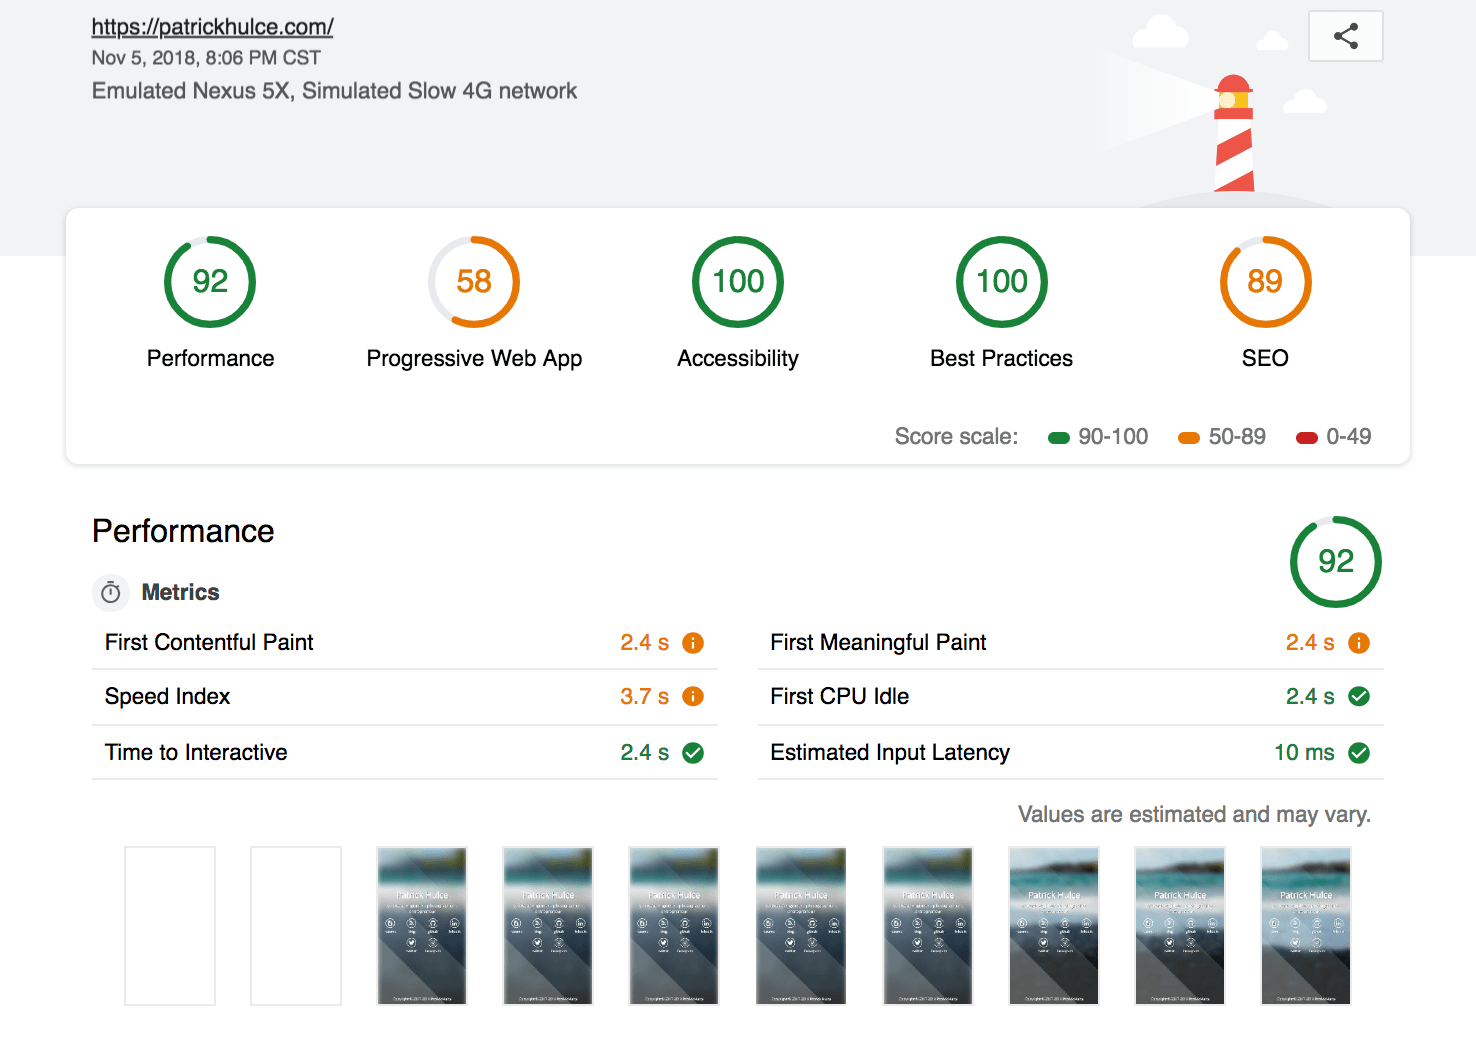 https://patrickhulce.com/
Nov 5, 2018, 8:06 PM CST
Emulated Nexus 5X, Simulated Slow 4G network
92
58
100
100
89
Performance
Progressive Web App
Accessibility
Best Practices
SEO
Score scale: 90-100 50-89 0-49
Performance
92
Metrics
First Contentful Paint 2.4 s
First Meaningful Paint 2.4 s
Speed Index 3.7 s
First CPU Idle 2.4 s
Time to Interactive 2.4 s
Estimated Input Latency 10 ms
Values are estimated and may vary.
Patrick Hulce
Patrick Hulce
Patrick Hulce
Patrick Hulce
Patrick Hulce
Patrick Hulce
Patrick Hulce
Patrick Hulce